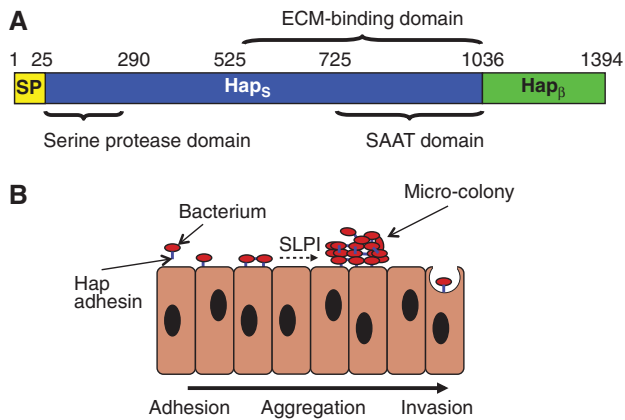 A
ECM-binding domain
1 25 290 525 725 1036 1394
SP Hap_S Hap_β
Serine protease domain SAAT domain
B
Micro-colony
Bacterium
SLPI
Hap
adhesin
Adhesion Aggregation Invasion